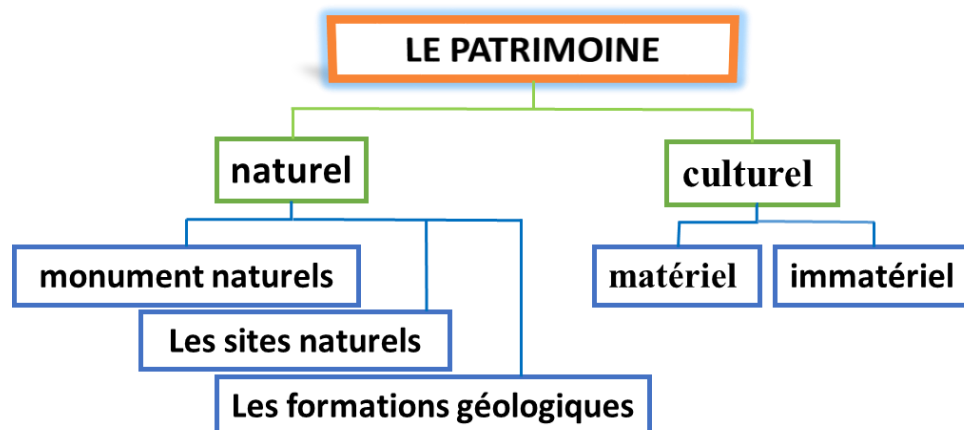 LE PATRIMOINE
naturel
culturel
monument naturels
matériel
immatériel
Les sites naturels
Les formations géologiques